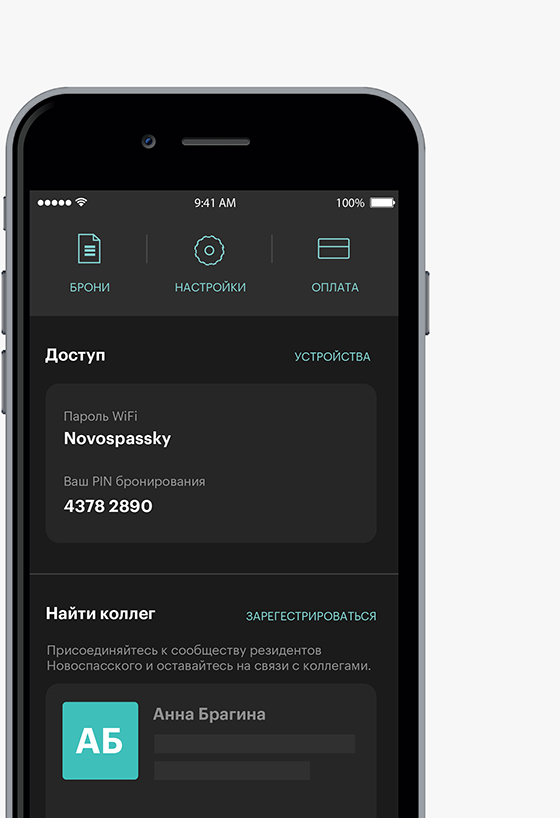 9:41 AM 100%
БРОНИ НАСТРОЙКИ ОПЛАТА
Доступ УСТРОЙСТВА
Пароль WiFi
Novospassky
Ваш PIN бронирования
4378 2890
Найти коллег ЗАРЕГЕСТРИРОВАТЬСЯ
Присоединяйтесь к сообществу резидентов
Новоспасского и оставайтесь на связи с коллегами.
АБ Анна Брагина